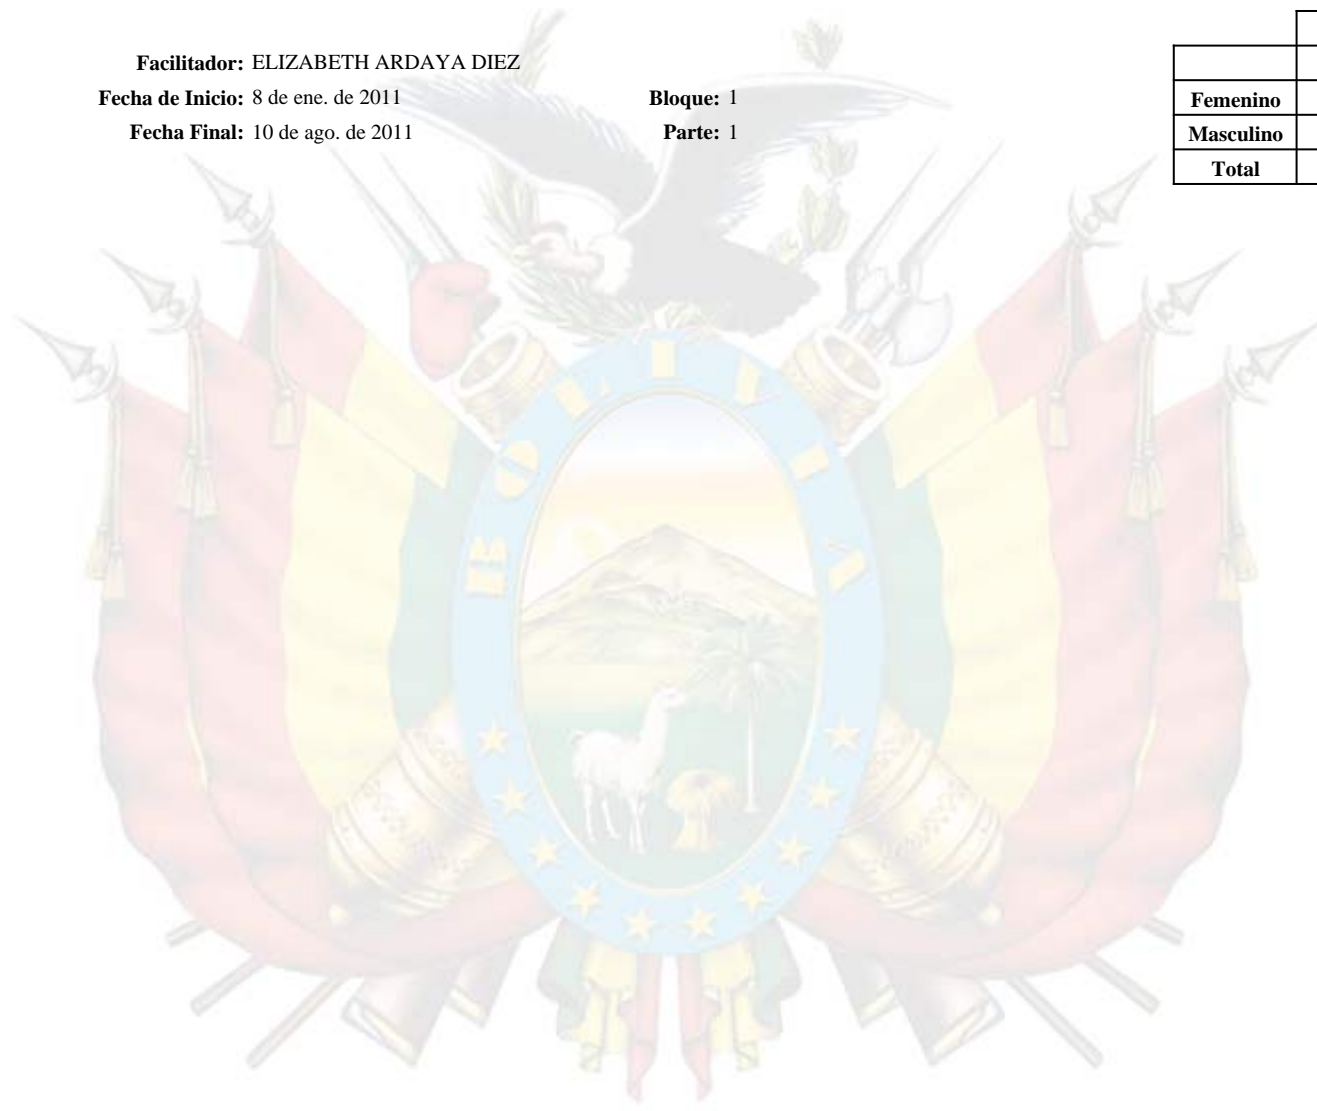 Facilitador: ELIZABETH ARDAYA DIEZ
Fecha de Inicio: 8 de ene. de 2011 Bloque: 1
Fecha Final: 10 de ago. de 2011 Parte: 1
Femenino
Masculino
Total
BOLIVIA